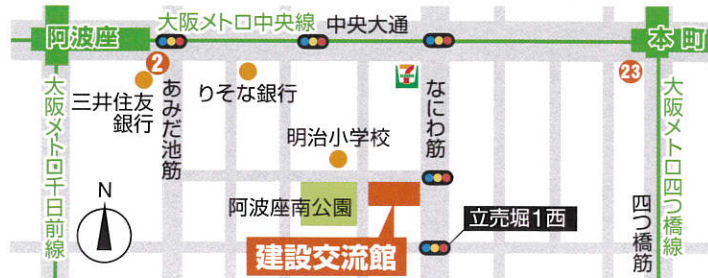 大阪メトロ中央線
中央大通
阿波座
本町
2
23
三井住友
銀行
りそな銀行
7
あみだ池筋
なにわ筋
大阪メトロ千日前線
大阪メトロ四つ橋線
四つ橋筋
明治小学校
N
阿波座南公園
立売堀1西
建設交流館